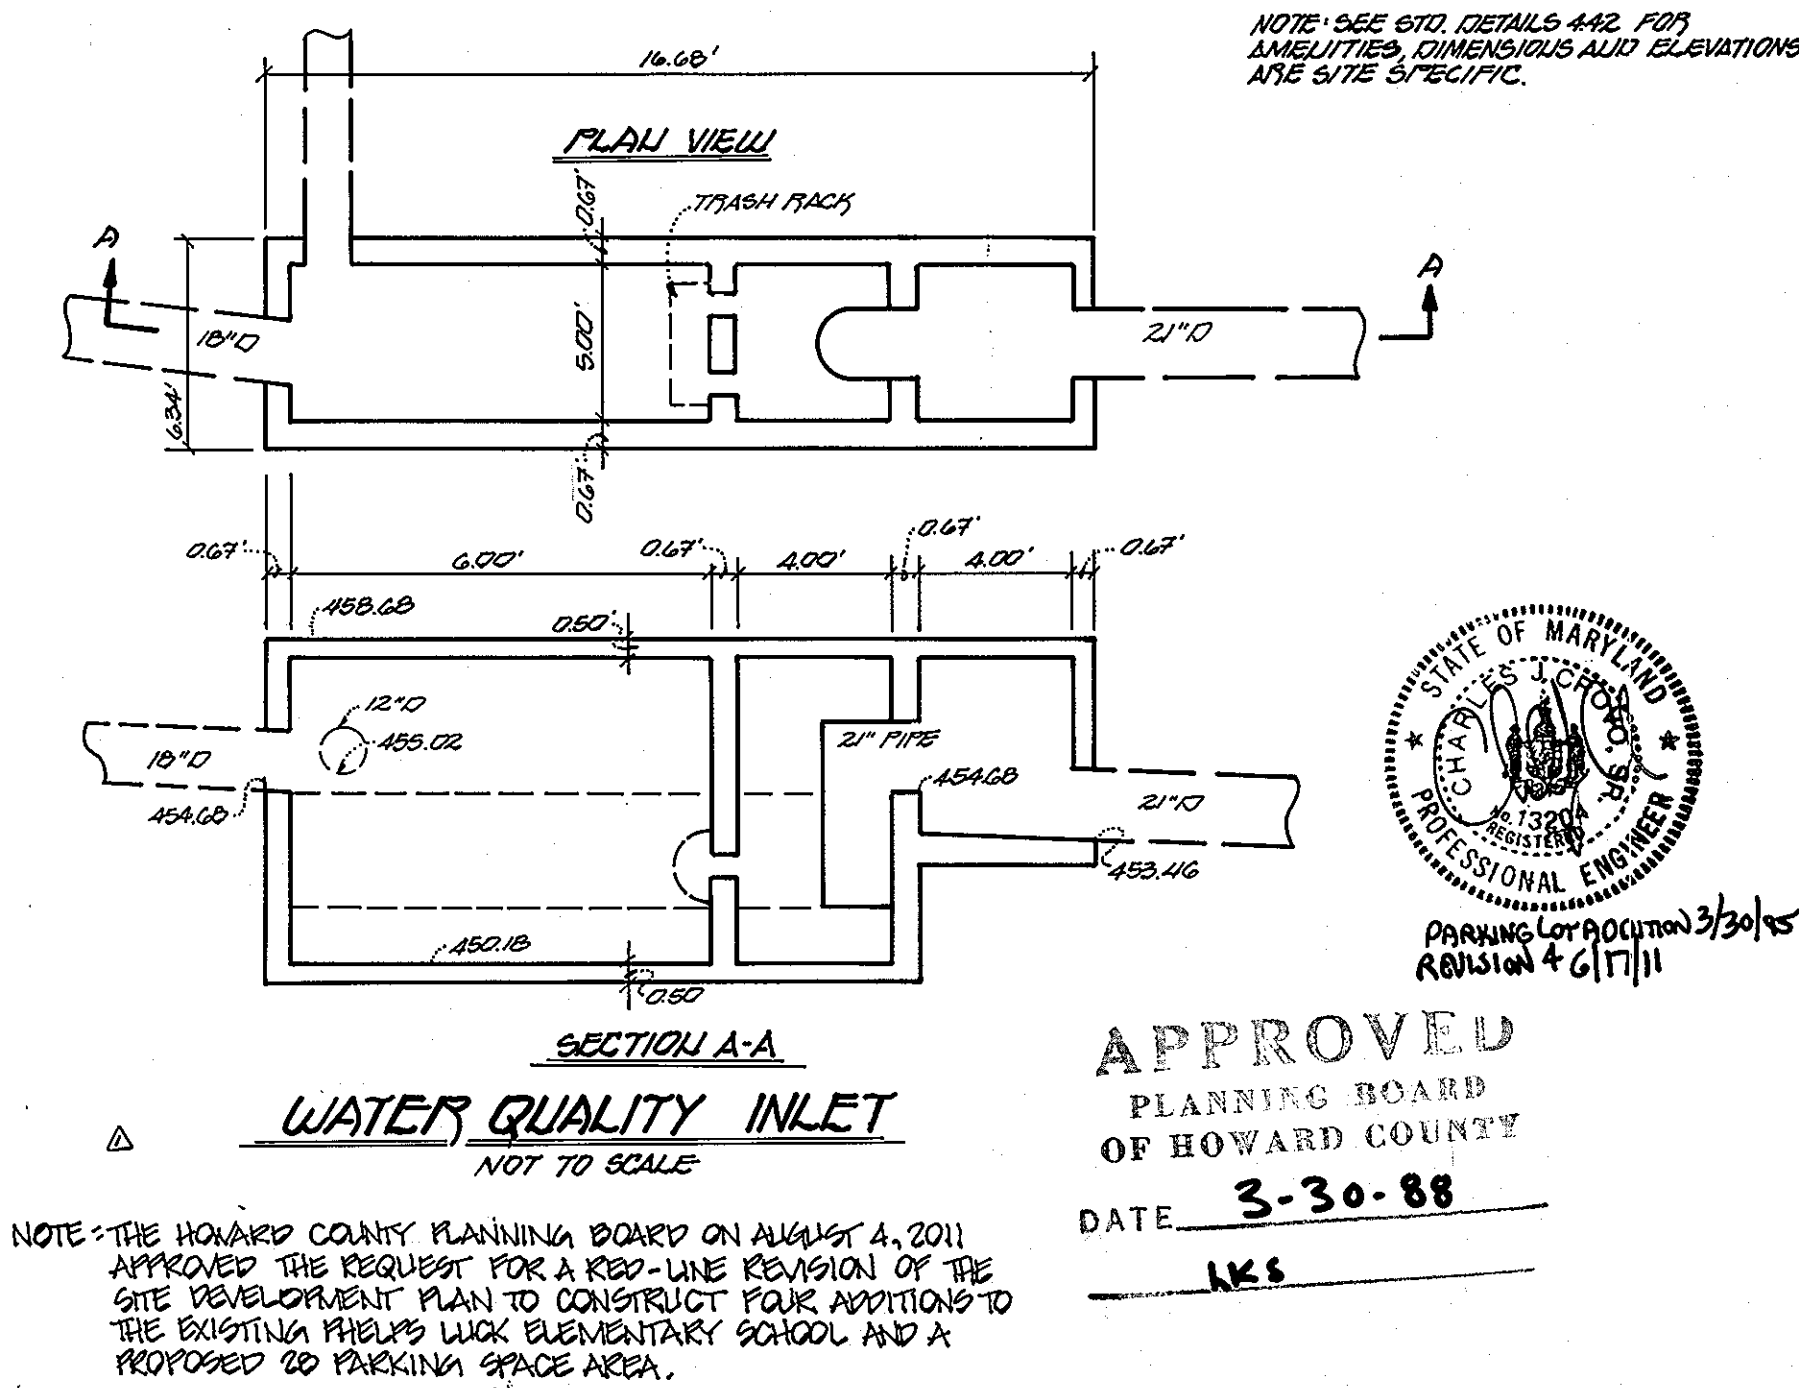 NOTE: SEE STD. DETAILS 4.42 FOR
AMENITIES, DIMENSIONS AND ELEVATIONS
ARE SITE SPECIFIC.
16.68'
PLAN VIEW
0.67'
TRASH RACK
A
A
18"D
5.00'
21"D
6.34'
0.67'
0.67'
6.00'
0.67'
4.00'
0.67'
4.00'
0.67'
458.68
0.50'
12"D
455.02
18"D
21" PIPE
454.68
454.68
21"D
453.46
450.18
0.50
SECTION A-A
WATER QUALITY INLET
NOT TO SCALE
STATE OF MARYLAND
CHARLES J. CROVO, SR.
No. 13204
REGISTERED
PROFESSIONAL ENGINEER
PARKING LOT ADDITION 3/30/95
REVISION 4 6/17/11
APPROVED
PLANNING BOARD
OF HOWARD COUNTY
DATE 3-30-88
LKS
1
NOTE: THE HOWARD COUNTY PLANNING BOARD ON AUGUST 4, 2011
APPROVED THE REQUEST FOR A RED-LINE REVISION OF THE
SITE DEVELOPMENT PLAN TO CONSTRUCT FOUR ADDITIONS TO
THE EXISTING PHELPS LUCK ELEMENTARY SCHOOL AND A
PROPOSED 28 PARKING SPACE AREA.